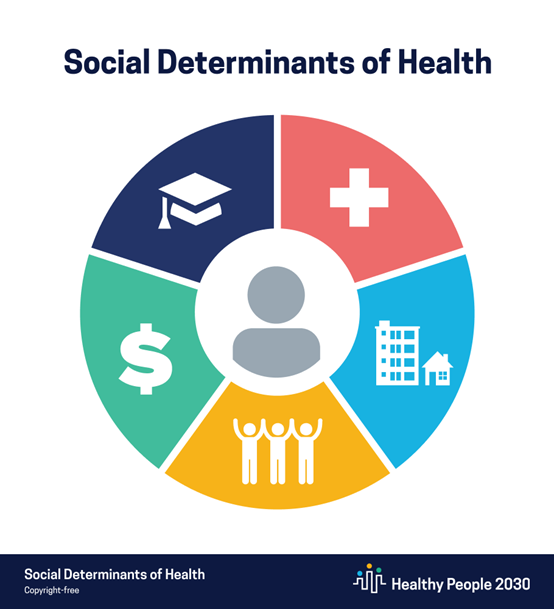 Social Determinants of Health
$
Social Determinants of Health
Copyright-free
Healthy People 2030